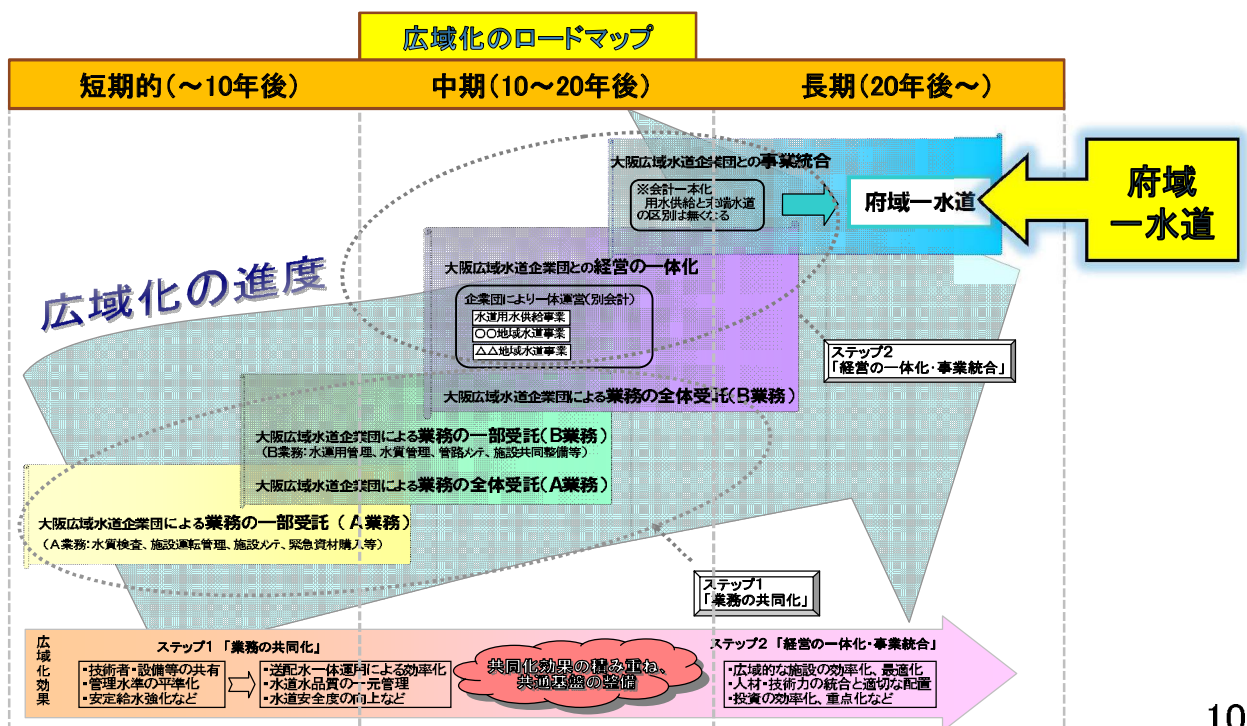 広域化のロードマップ
短期的(～10年後)
中期(10～20年後)
長期(20年後～)
大阪広域水道企業団との事業統合
※会計一本化
用水供給と末端水道
の区別は無くなる
府域一水道
府域
一水道
広域化の進度
大阪広域水道企業団との経営の一体化
企業団により一体運営(別会計)
水道用水供給事業
○○地域水道事業
△△地域水道事業
大阪広域水道企業団による業務の全体受託(B業務)
ステップ2
「経営の一体化・事業統合」
大阪広域水道企業団による業務の一部受託(B業務)
(B業務:水運用管理、水質管理、管路メンテ、施設共同整備等)
大阪広域水道企業団による業務の全体受託(A業務)
大阪広域水道企業団による業務の一部受託(A業務)
(A業務:水質検査、施設運転管理、施設メンテ、緊急資材購入等)
ステップ1
「業務の共同化」
広域化効果
ステップ1 「業務の共同化」
・技術者・設備等の共有
・管理水準の平準化
・安定給水強化など
・送配水一体運用による効率化
・水道水品質の一元管理
・水道安全度の向上など
共同化効果の積み重ね、
共通基盤の整備
ステップ2 「経営の一体化・事業統合」
・広域的な施設の効率化、最適化
・人材・技術力の統合と適切な配置
・投資の効率化、重点化など
10